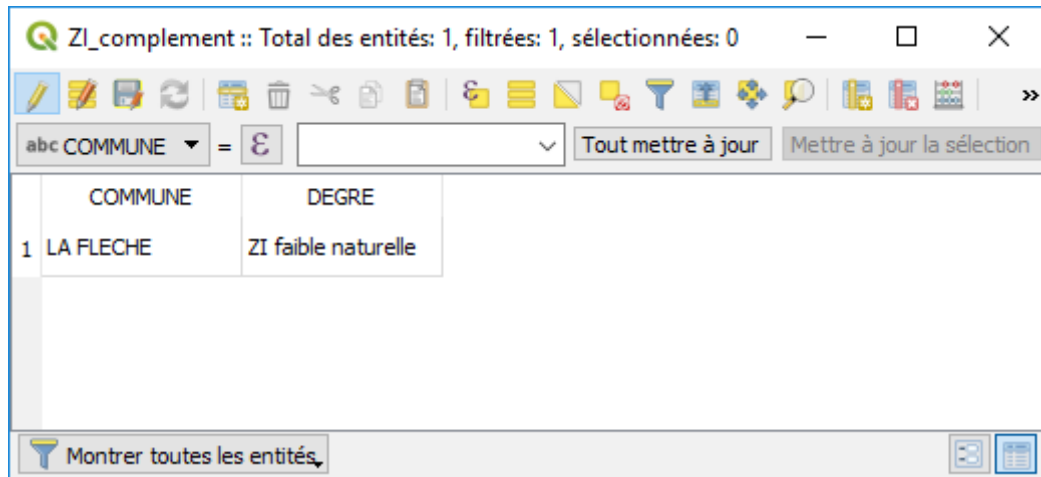 ZI_complement :: Total des entités: 1, filtrées: 1, sélectionnées: 0
abc COMMUNE = ε Tout mettre à jour Mettre à jour la sélection
COMMUNE DEGRE
1 LA FLECHE ZI faible naturelle
Montrer toutes les entités